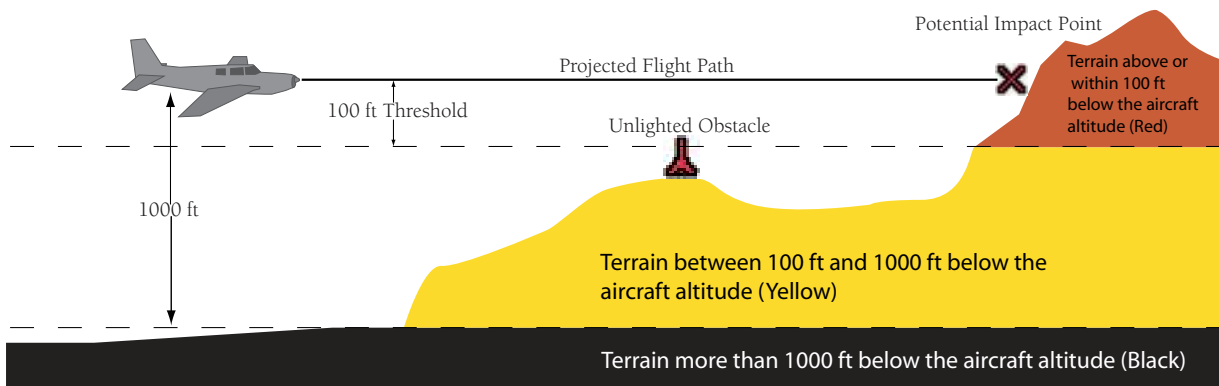 Potential Impact Point
Projected Flight Path
Terrain above or
within 100 ft
below the aircraft
altitude (Red)
100 ft Threshold
Unlighted Obstacle
1000 ft
Terrain between 100 ft and 1000 ft below the
aircraft altitude (Yellow)
Terrain more than 1000 ft below the aircraft altitude (Black)